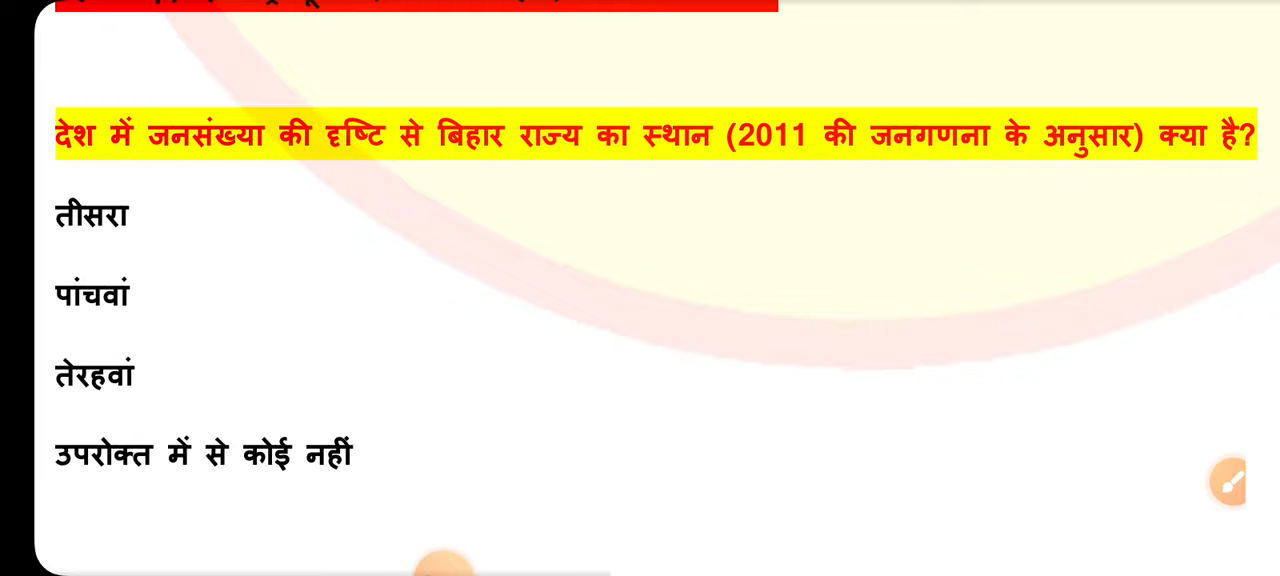 देश में जनसंख्या की दृष्टि से बिहार राज्य का स्थान (2011 की जनगणना के अनुसार) क्या है?
तीसरा
पांचवां
तेरहवां
उपरोक्त में से कोई नहीं